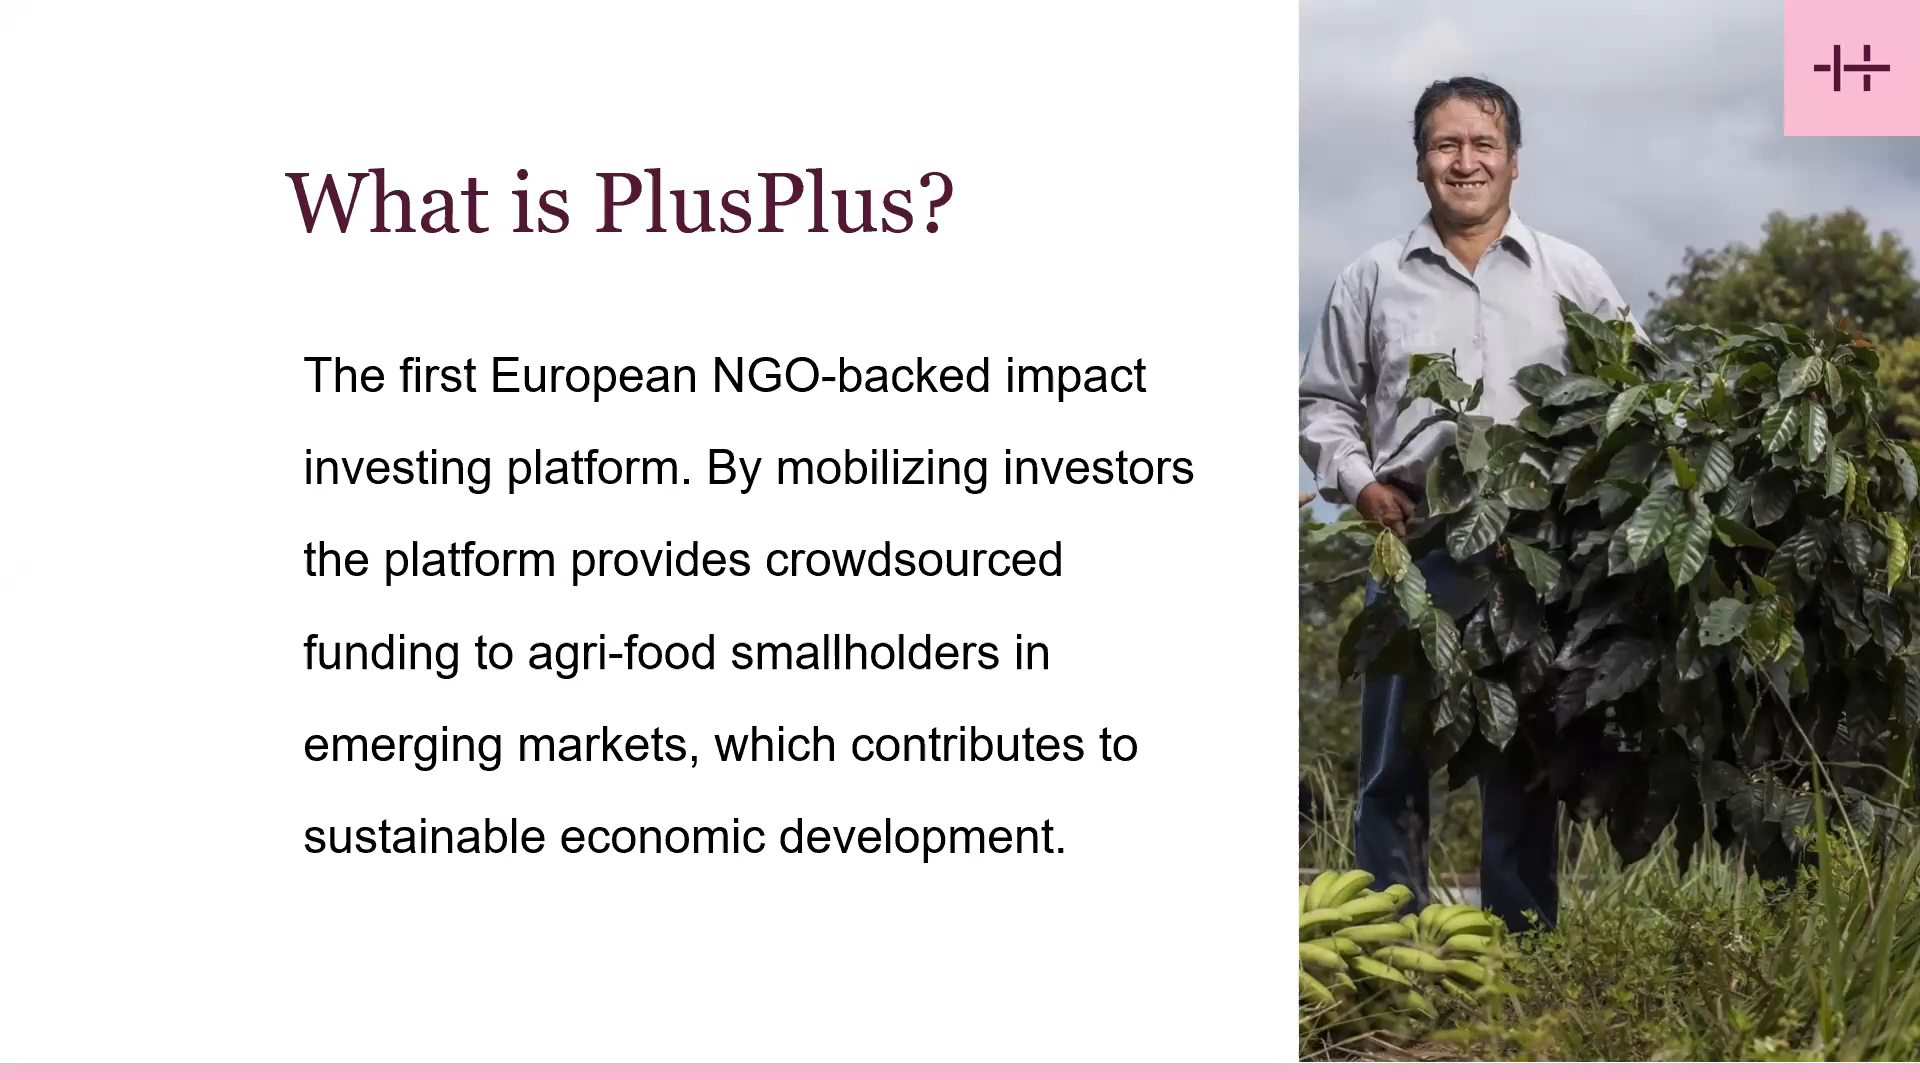 What is PlusPlus?
The first European NGO-backed impact
investing platform. By mobilizing investors
the platform provides crowdsourced
funding to agri-food smallholders in
emerging markets, which contributes to
sustainable economic development.